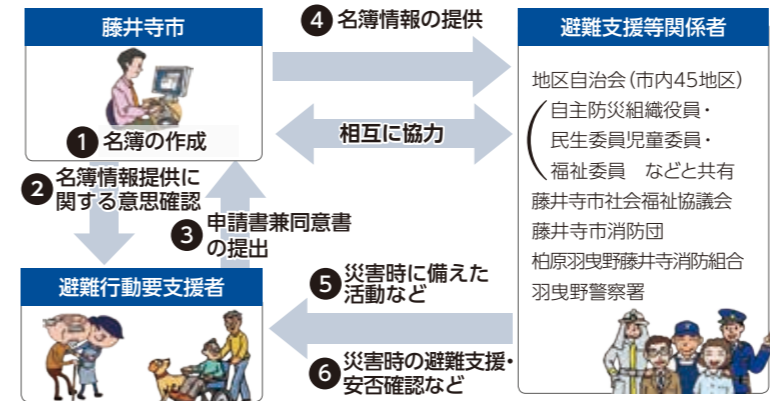 藤井寺市
❶名簿の作成
❷名簿情報提供に
関する意思確認
❸申請書兼同意書
の提出
避難行動要支援者
❹名簿情報の提供
相互に協力
❺災害時に備えた
活動など
❻災害時の避難支援・
安否確認など
避難支援等関係者
地区自治会(市内45地区)
(自主防災組織役員・
民生委員児童委員・
福祉委員 などと共有
藤井寺市社会福祉協議会
藤井寺市消防団
柏原羽曳野藤井寺消防組合
羽曳野警察署